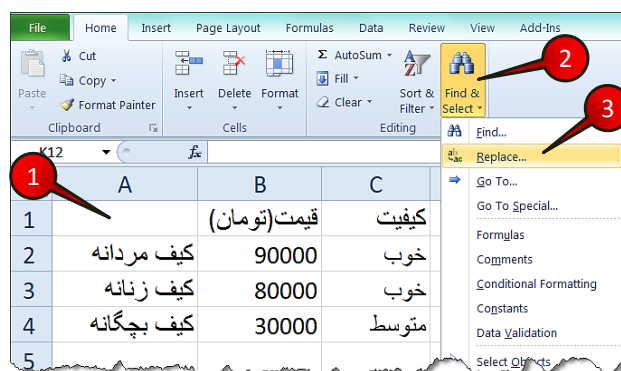 File Home Insert Page Layout Formulas Data Review View Add-Ins
Paste
Cut
Copy
Format Painter
Clipboard
Insert Delete Format
Cells
Σ AutoSum
Fill
Clear
Sort & Filter
Find & Select
Editing
2
Find...
Replace...
3
Go To...
Go To Special...
Formulas
Comments
Conditional Formatting
Constants
Data Validation
Select Objects
K12 fx
1
A B C
1 قیمت(تومان) کیفیت
2 کیف مردانه 90000 خوب
3 کیف زنانه 80000 خوب
4 کیف بچگانه 30000 متوسط
5